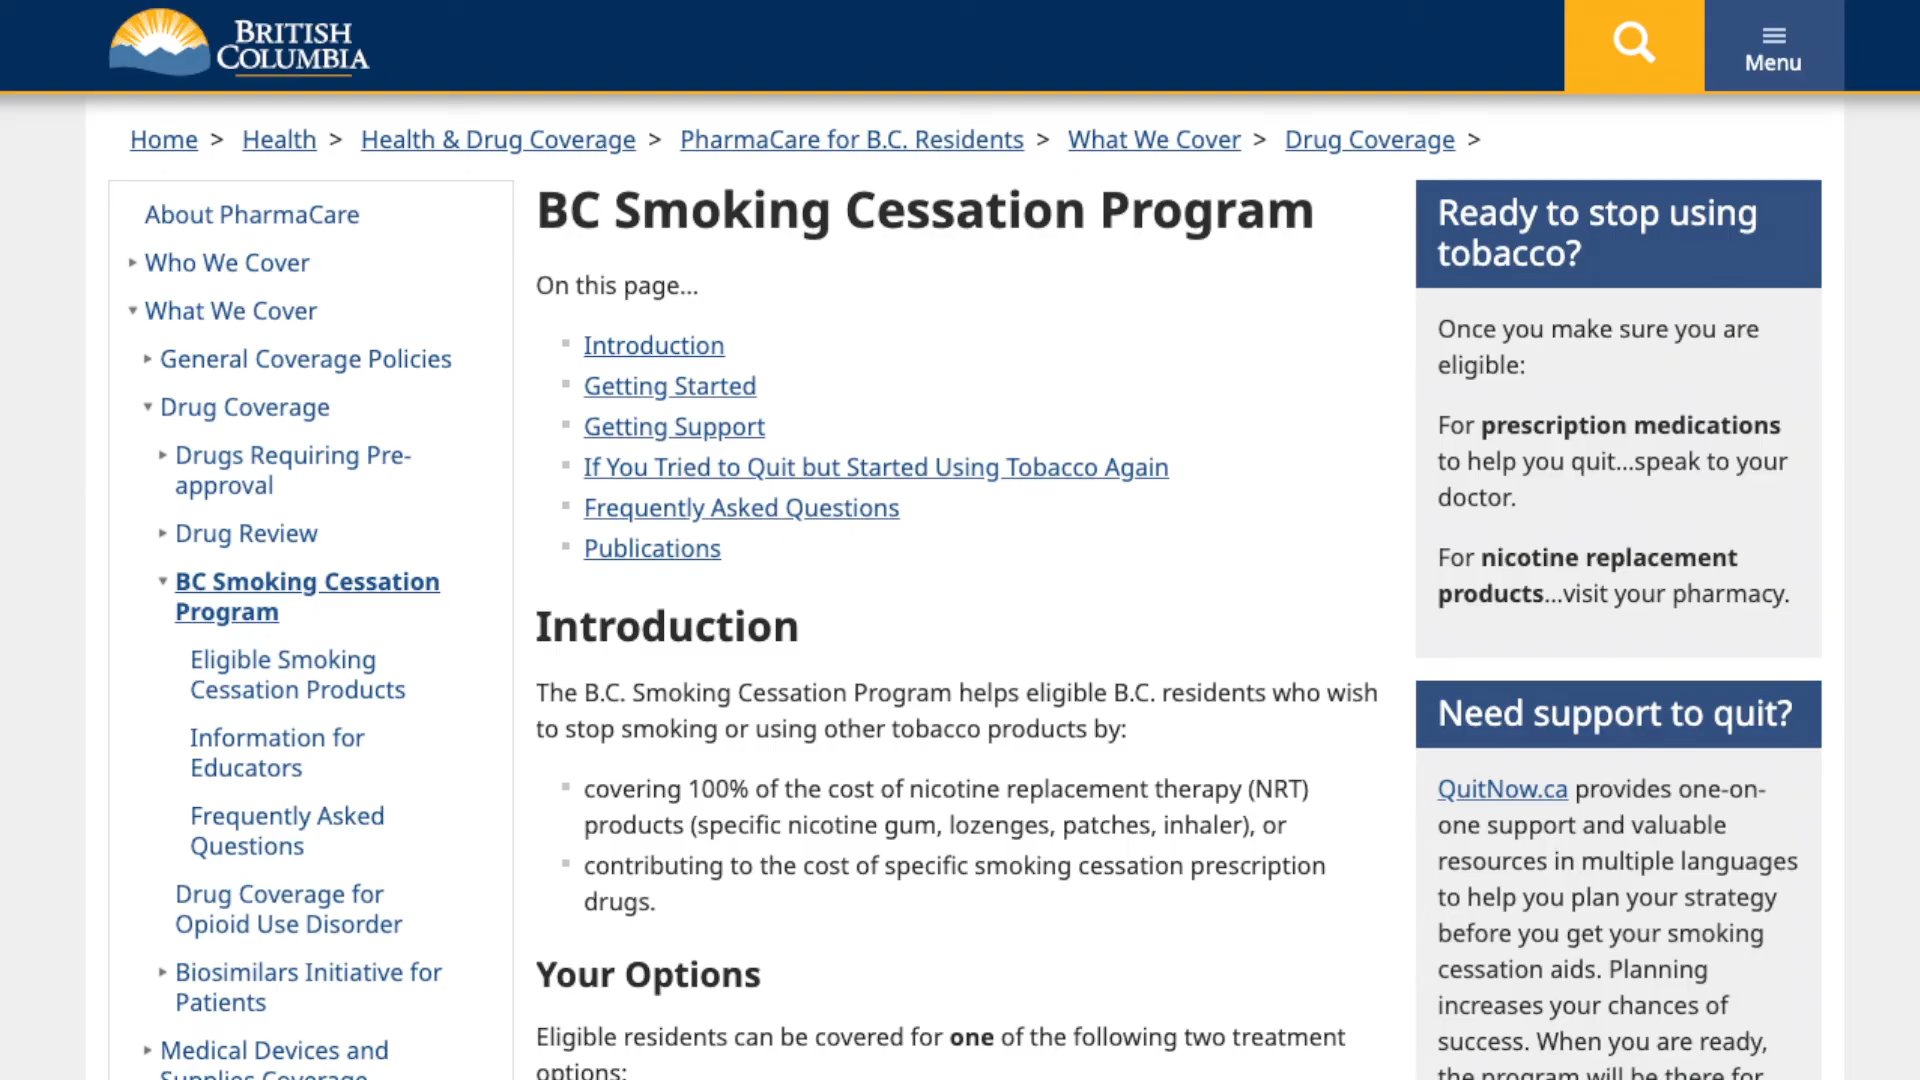 BRITISH
COLUMBIA
Menu
Home > Health > Health & Drug Coverage > PharmaCare for B.C. Residents > What We Cover > Drug Coverage >
About PharmaCare
Who We Cover
What We Cover
General Coverage Policies
Drug Coverage
Drugs Requiring Pre-
approval
Drug Review
BC Smoking Cessation
Program
Eligible Smoking
Cessation Products
Information for
Educators
Frequently Asked
Questions
Drug Coverage for
Opioid Use Disorder
Biosimilars Initiative for
Patients
Medical Devices and
Supplies Coverage
BC Smoking Cessation Program
On this page...
Introduction
Getting Started
Getting Support
If You Tried to Quit but Started Using Tobacco Again
Frequently Asked Questions
Publications
Introduction
The B.C. Smoking Cessation Program helps eligible B.C. residents who wish
to stop smoking or using other tobacco products by:
covering 100% of the cost of nicotine replacement therapy (NRT)
products (specific nicotine gum, lozenges, patches, inhaler), or
contributing to the cost of specific smoking cessation prescription
drugs.
Your Options
Eligible residents can be covered for one of the following two treatment
options:
Ready to stop using
tobacco?
Once you make sure you are
eligible:
For prescription medications
to help you quit...speak to your
doctor.
For nicotine replacement
products...visit your pharmacy.
Need support to quit?
QuitNow.ca provides one-on-
one support and valuable
resources in multiple languages
to help you plan your strategy
before you get your smoking
cessation aids. Planning
increases your chances of
success. When you are ready,
the program will be there for